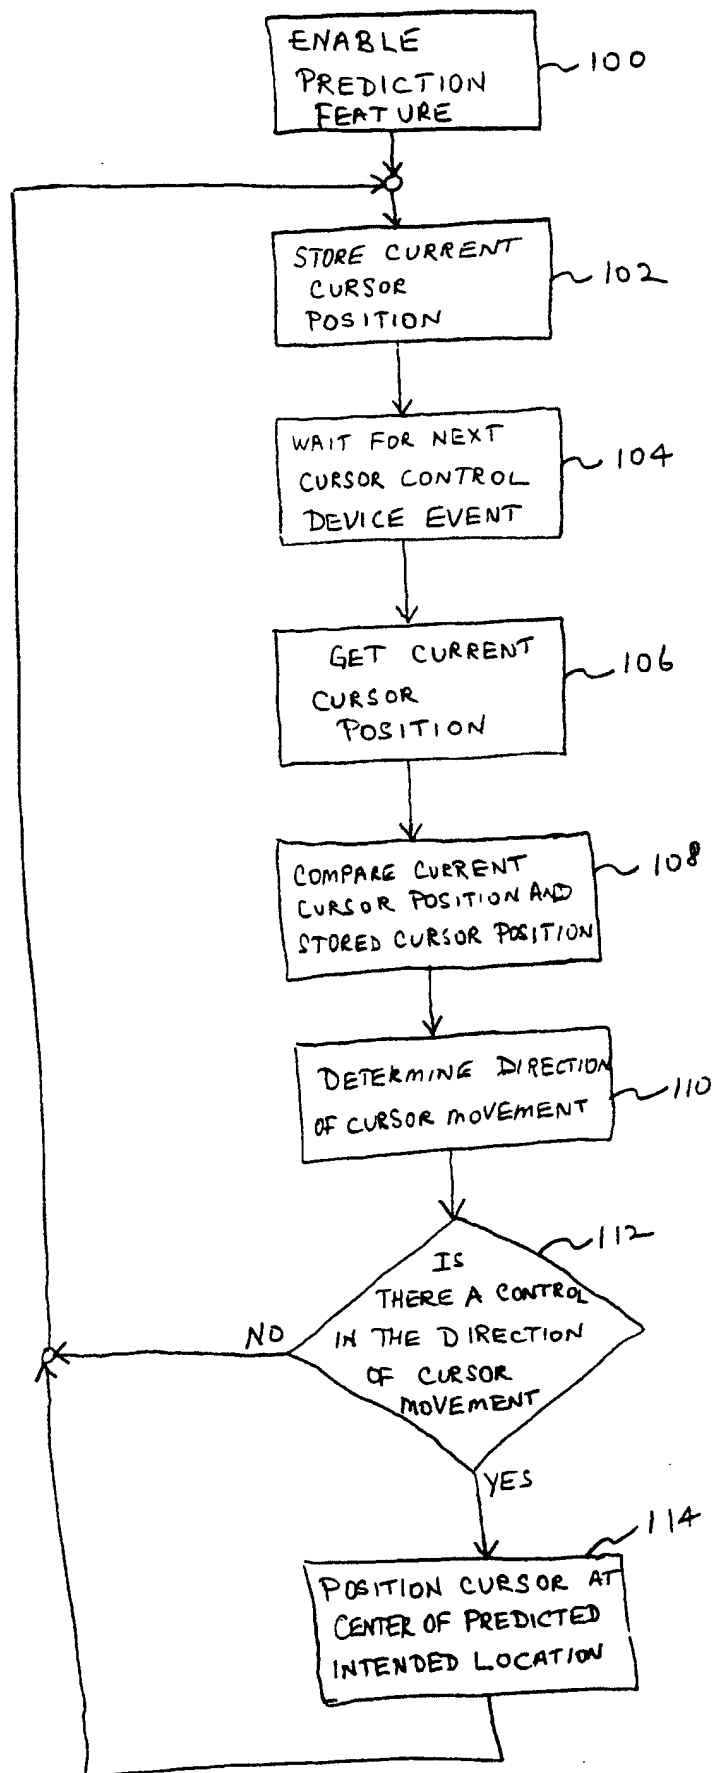 ENABLE
PREDICTION
FEATURE
100
STORE CURRENT
CURSOR
POSITION
102
WAIT FOR NEXT
CURSOR CONTROL
DEVICE EVENT
104
GET CURRENT
CURSOR
POSITION
106
COMPARE CURRENT
CURSOR POSITION AND
STORED CURSOR POSITION
108
DETERMINE DIRECTION
OF CURSOR MOVEMENT
110
IS
THERE A CONTROL
IN THE DIRECTION
OF CURSOR
MOVEMENT
112
NO
YES
POSITION CURSOR AT
CENTER OF PREDICTED
INTENDED LOCATION
114